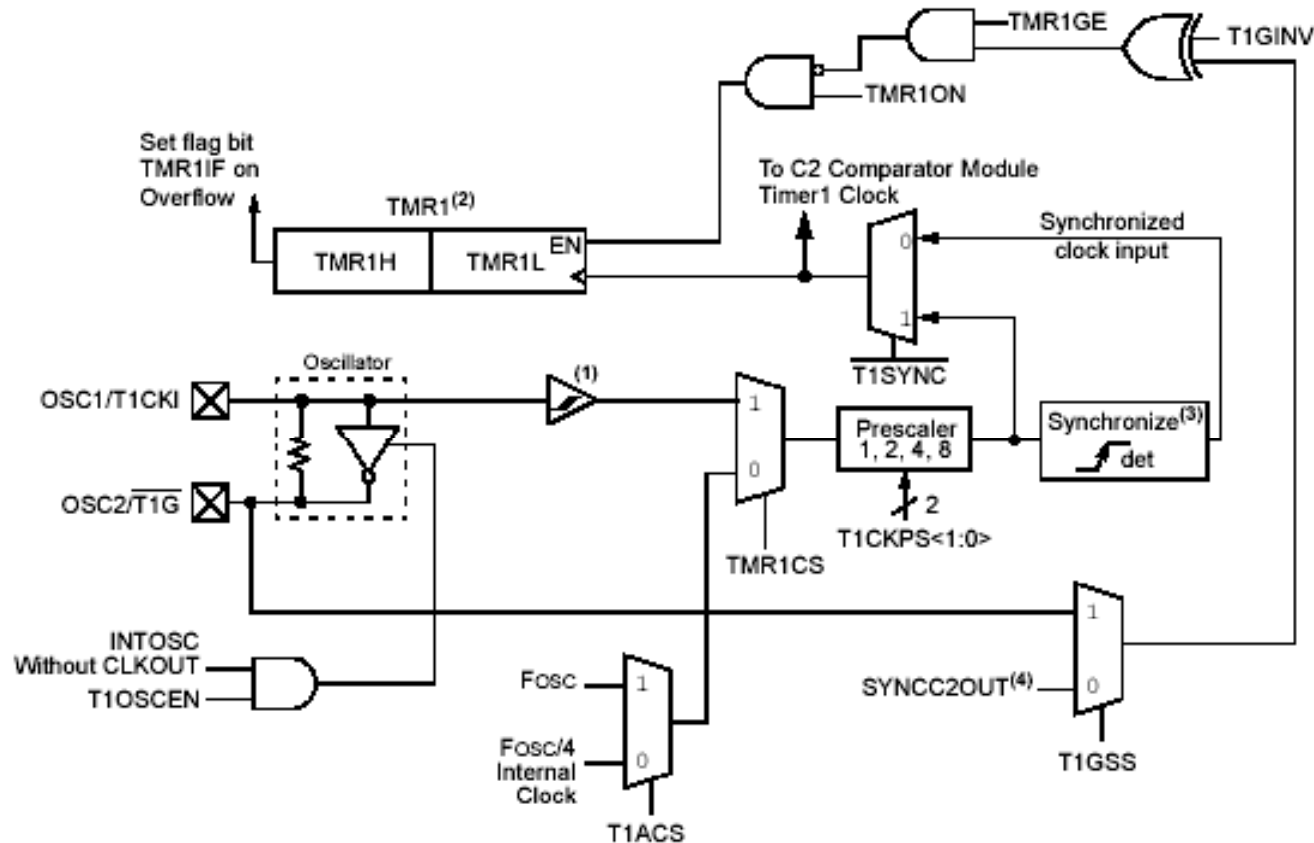 TMR1GE
T1GINV
TMR1ON
Set flag bit
TMR1IF on
Overflow
To C2 Comparator Module
Timer1 Clock
TMR1(2)
EN
TMR1H
TMR1L
0
1
Synchronized
clock input
T1SYNC
Oscillator
(1)
OSC1/T1CKI
OSC2/T1G
1
0
TMR1CS
Prescaler
1, 2, 4, 8
2
T1CKPS<1:0>
Synchronize(3)
det
INTOSC
Without CLKOUT
T1OSCEN
FOSC
1
FOSC/4
Internal
Clock
0
T1ACS
1
SYNCC2OUT(4)
0
T1GSS